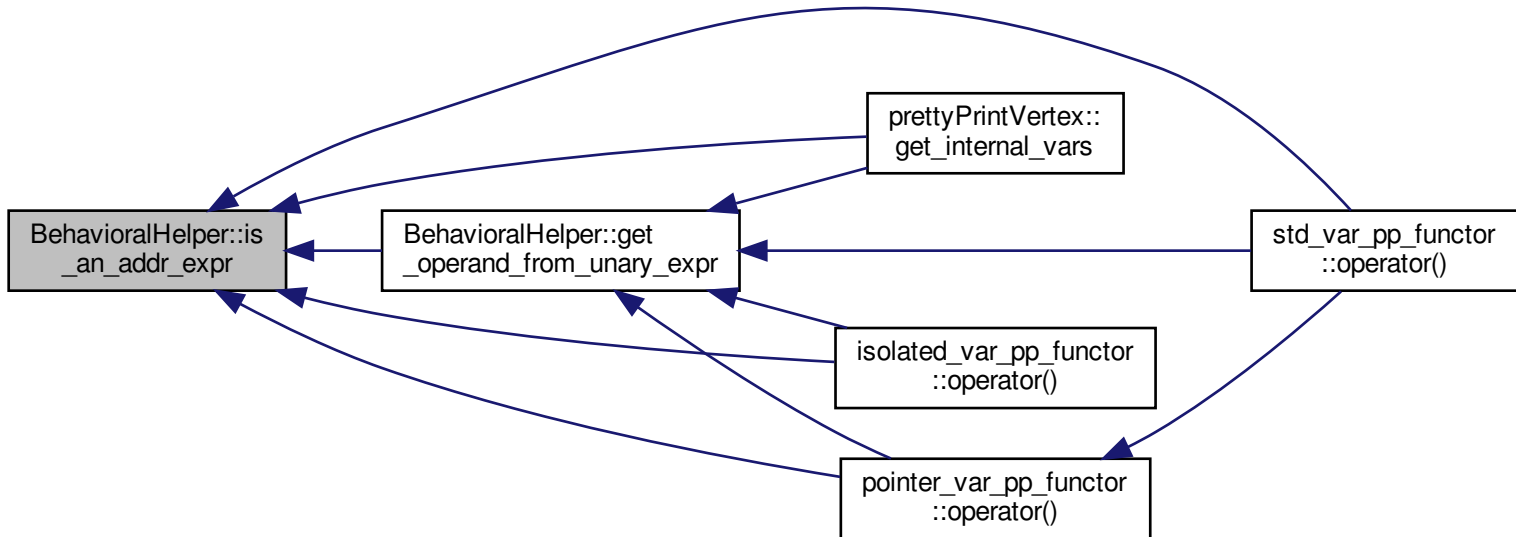 prettyPrintVertex::
get_internal_vars
BehavioralHelper::is
_an_addr_expr
BehavioralHelper::get
_operand_from_unary_expr
std_var_pp_functor
::operator()
isolated_var_pp_functor
::operator()
pointer_var_pp_functor
::operator()